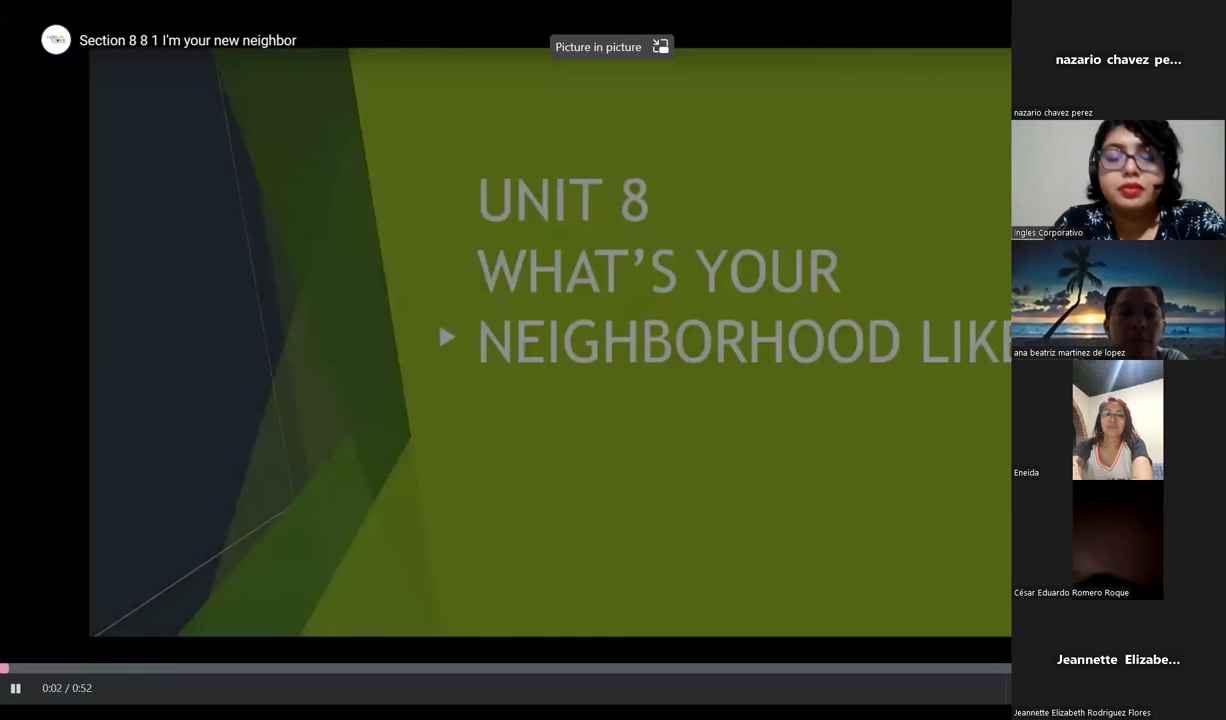 Section 8 8 1 I'm your new neighbor
Picture in picture
UNIT 8
WHAT'S YOUR
NEIGHBORHOOD LIKE
0:02 / 0:52
nazario chavez pe...
nazario chavez perez
Ingles Corporativo
ana beatriz martinez de lopez
Eneida
César Eduardo Romero Roque
Jeannette Elizabe...
Jeannette Elizabeth Rodriguez Flores